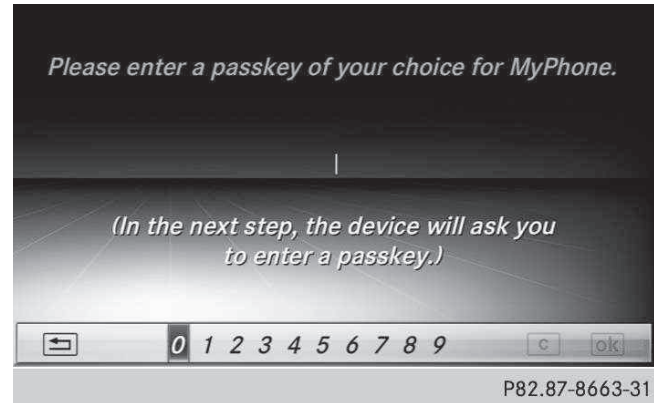 Please enter a passkey of your choice for MyPhone.
(In the next step, the device will ask you
to enter a passkey.)
0 1 2 3 4 5 6 7 8 9 C ok
P82.87-8663-31